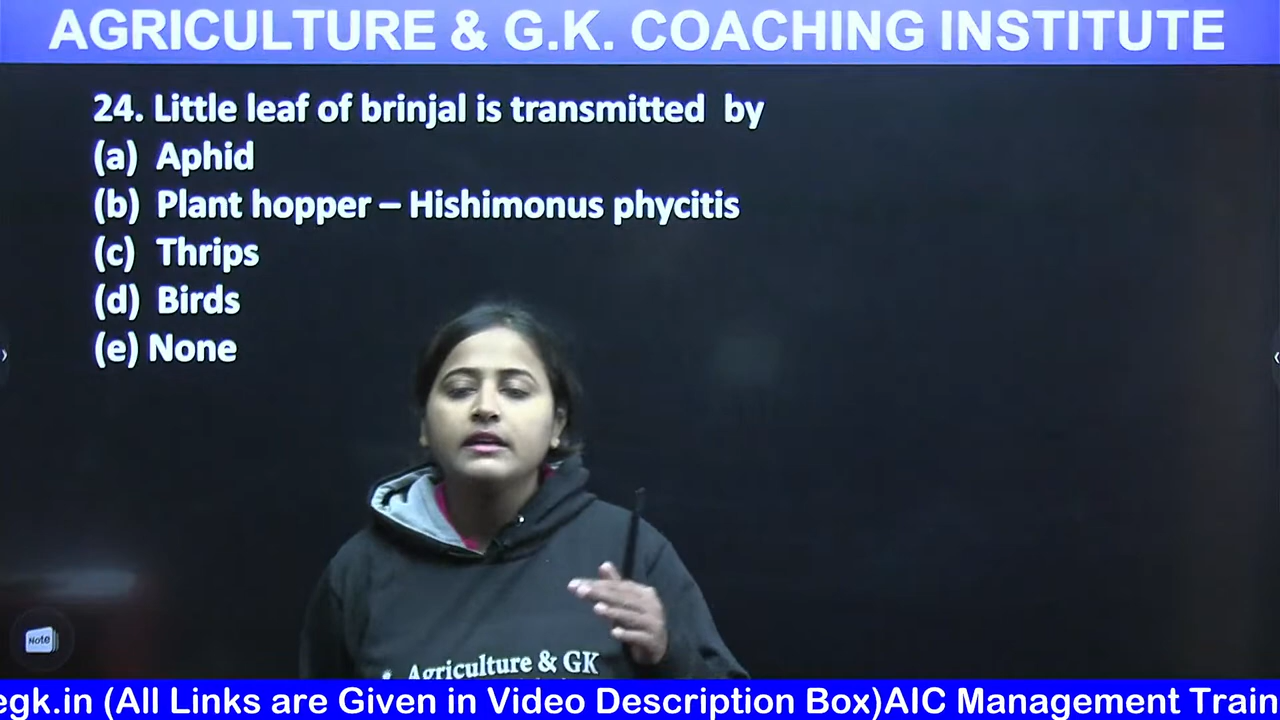 AGRICULTURE & G.K. COACHING INSTITUTE
24. Little leaf of brinjal is transmitted by
(a) Aphid
(b) Plant hopper – Hishimonus phycitis
(c) Thrips
(d) Birds
(e) None
Note
Agriculture & GK
egk.in (All Links are Given in Video Description Box)AIC Management Train